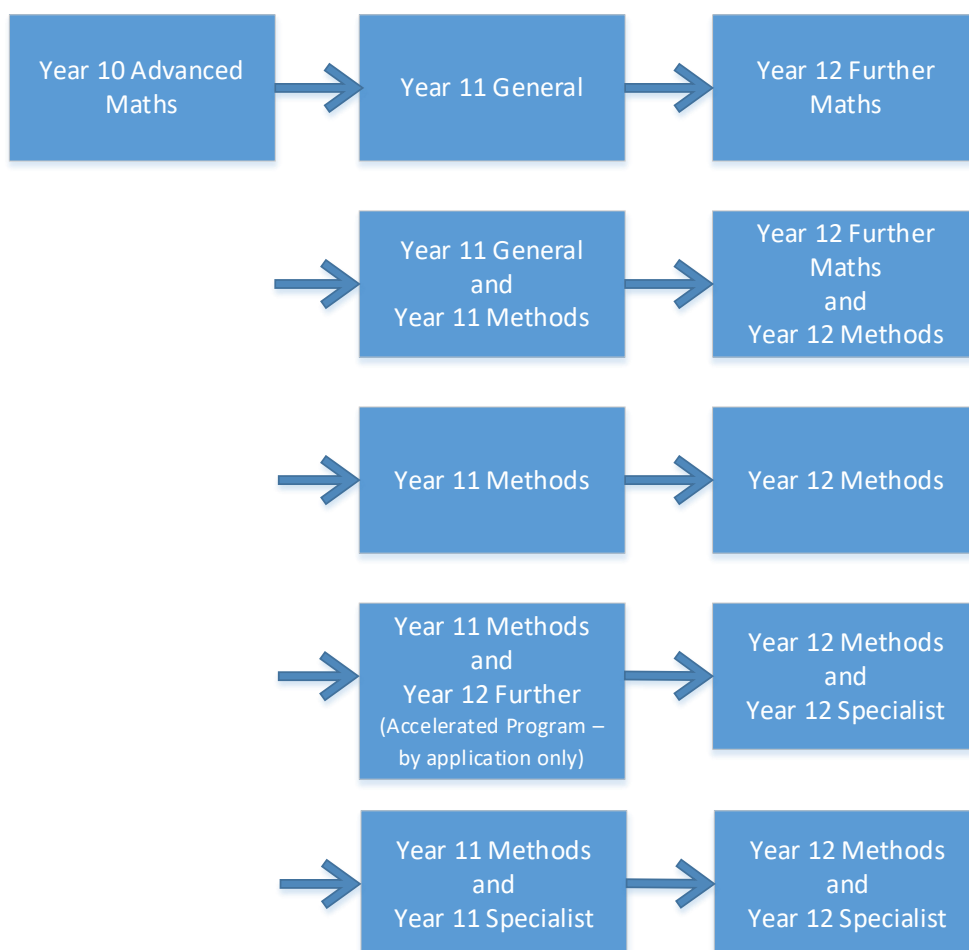 Year 10 Advanced
Maths
Year 11 General
Year 12 Further
Maths
Year 11 General
and
Year 11 Methods
Year 12 Further
Maths
and
Year 12 Methods
Year 11 Methods
Year 12 Methods
Year 11 Methods
and
Year 12 Further
(Accelerated Program –
by application only)
Year 12 Methods
and
Year 12 Specialist
Year 11 Methods
and
Year 11 Specialist
Year 12 Methods
and
Year 12 Specialist